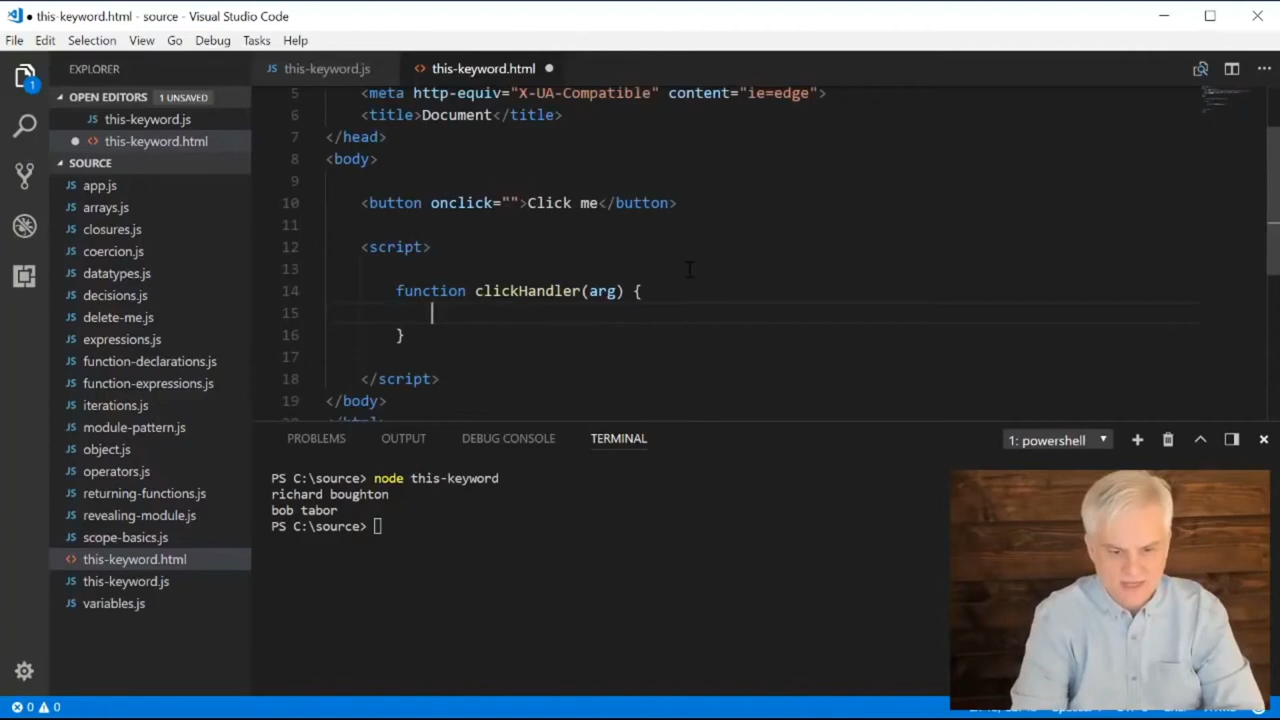 this-keyword.html - source - Visual Studio Code
File Edit Selection View Go Debug Tasks Help
EXPLORER
OPEN EDITORS 1 UNSAVED
this-keyword.js
this-keyword.html
SOURCE
app.js
arrays.js
closures.js
coercion.js
datatypes.js
decisions.js
delete-me.js
expressions.js
function-declarations.js
function-expressions.js
iterations.js
module-pattern.js
object.js
operators.js
returning-functions.js
revealing-module.js
scope-basics.js
this-keyword.html
this-keyword.js
variables.js
this-keyword.js this-keyword.html
5 <meta http-equiv="X-UA-Compatible" content="ie=edge">
6 <title>Document</title>
7 </head>
8 <body>
9
10 <button onclick="">Click me</button>
11
12 <script>
13
14 function clickHandler(arg) {
15
16 }
17
18 </script>
19 </body>
PROBLEMS OUTPUT DEBUG CONSOLE TERMINAL 1: powershell
PS C:\source> node this-keyword
richard boughton
bob tabor
PS C:\source>
1
0 0